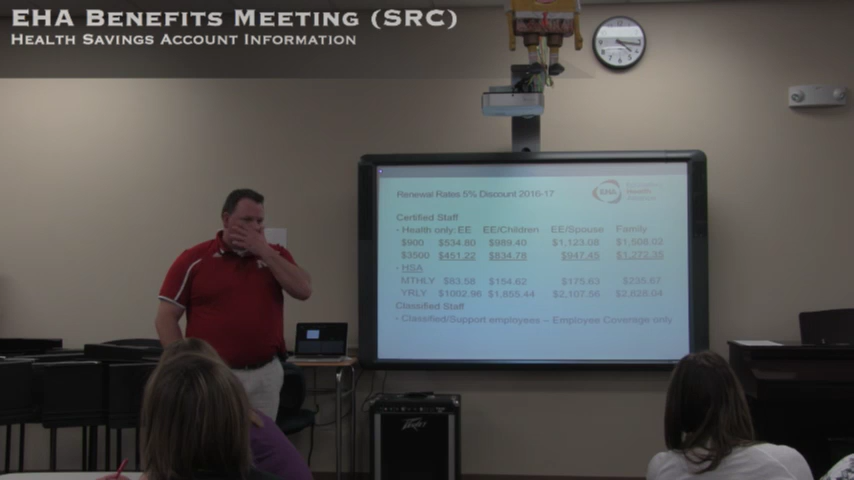 EHA Benefits Meeting (SRC)
Health Savings Account Information
Renewal Rates 5% Discount 2016-17
EHA
Health
Certified Staff
• Health only: EE EE/Children EE/Spouse Family
$900 $534.80 $989.40 $1,123.08 $1,508.02
$3500 $451.22 $834.78 $947.45 $1,272.35
• HSA
MTHLY $83.58 $154.62 $175.63 $235.67
YRLY $1002.96 $1,855.44 $2,107.56 $2,828.04
Classified Staff
• Classified/Support employees – Employee Coverage only
PEAVEY